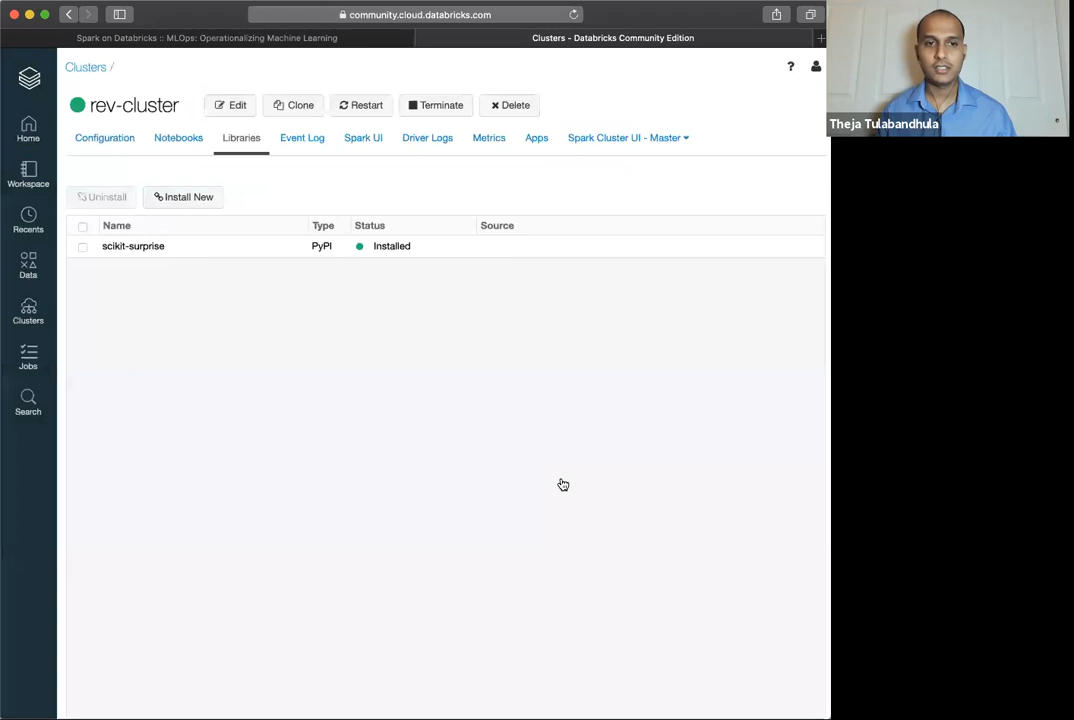 community.cloud.databricks.com
Spark on Databricks :: MLOps: Operationalizing Machine Learning
Clusters - Databricks Community Edition
Clusters /
rev-cluster
Edit
Clone
Restart
Terminate
Delete
Configuration
Notebooks
Libraries
Event Log
Spark UI
Driver Logs
Metrics
Apps
Spark Cluster UI - Master
Uninstall
Install New
Name Type Status Source
scikit-surprise PyPI Installed
Home
Workspace
Recents
Data
Clusters
Jobs
Search
Theja Tulabandhula